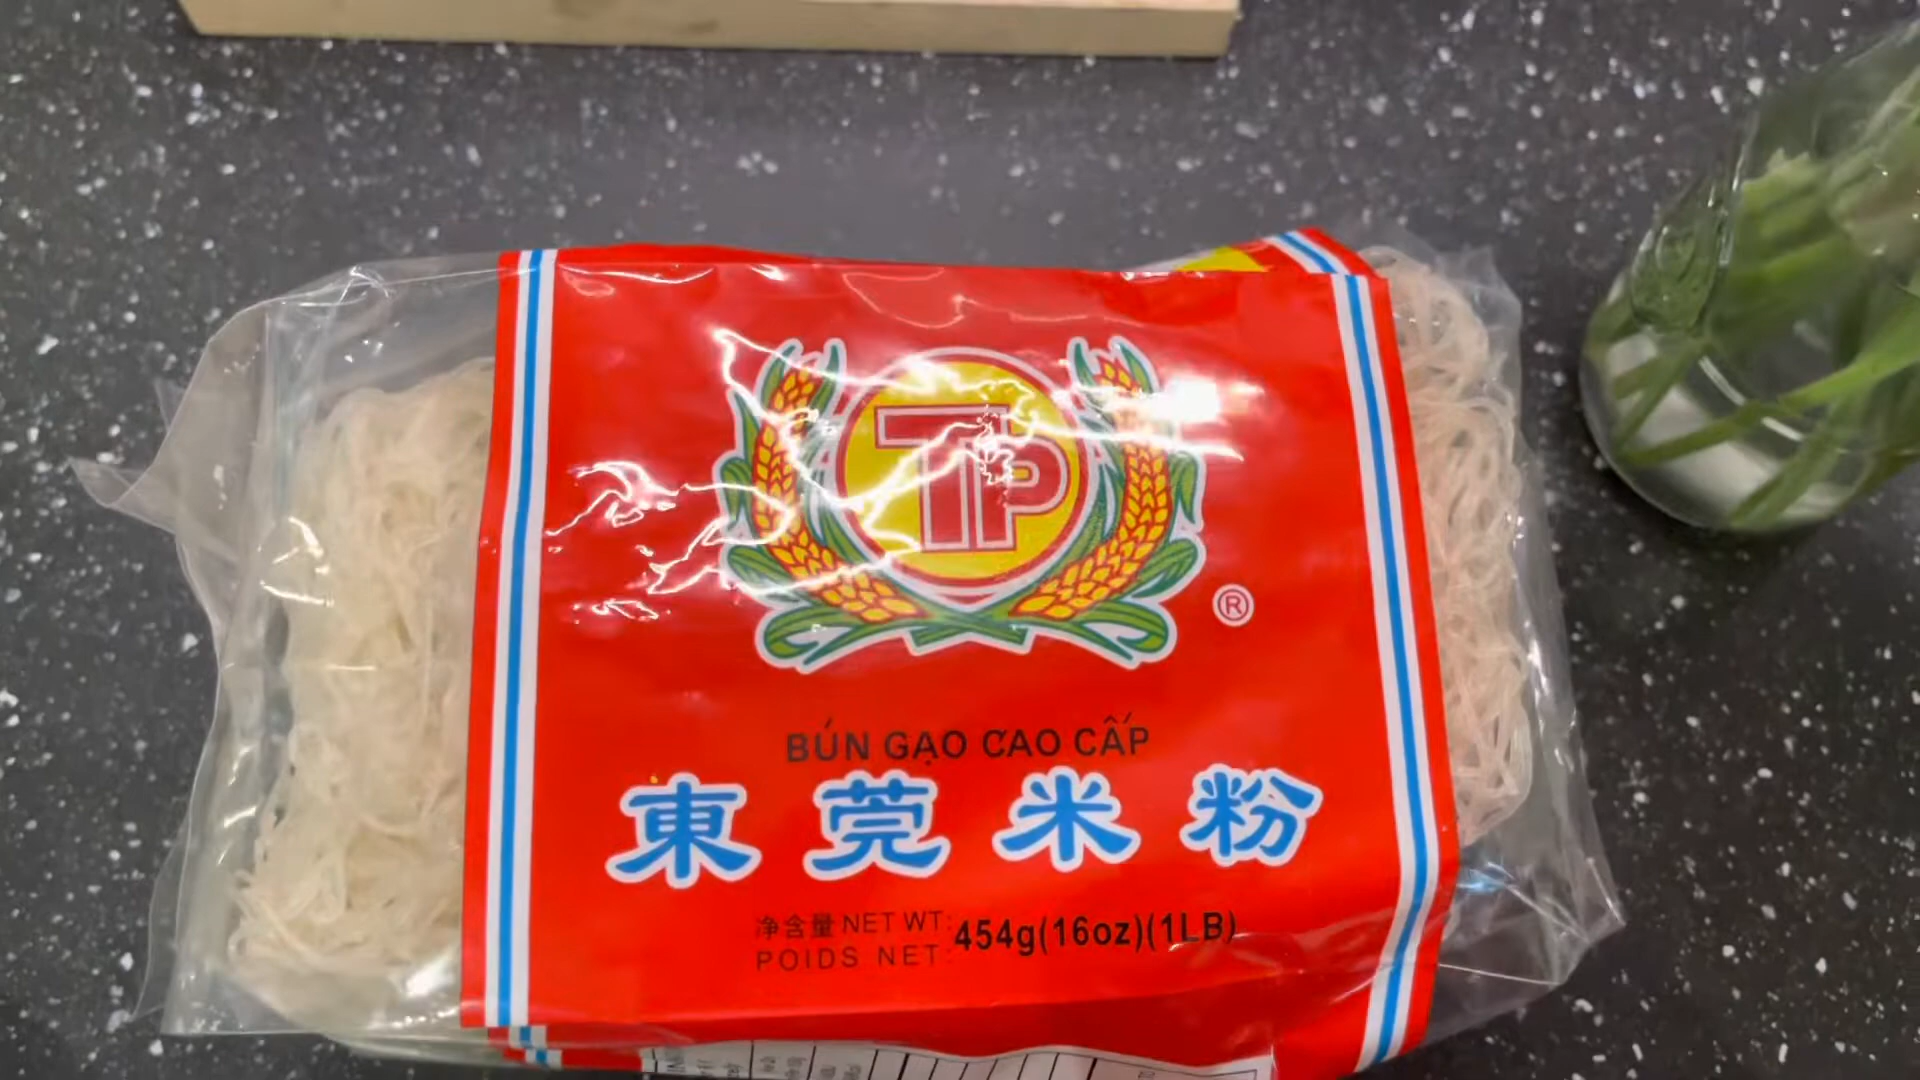 TP
®
BÚN GẠO CAO CẤP
東莞米粉
净含量 NET WT: 454g(16oz)(1LB)
POIDS NET: